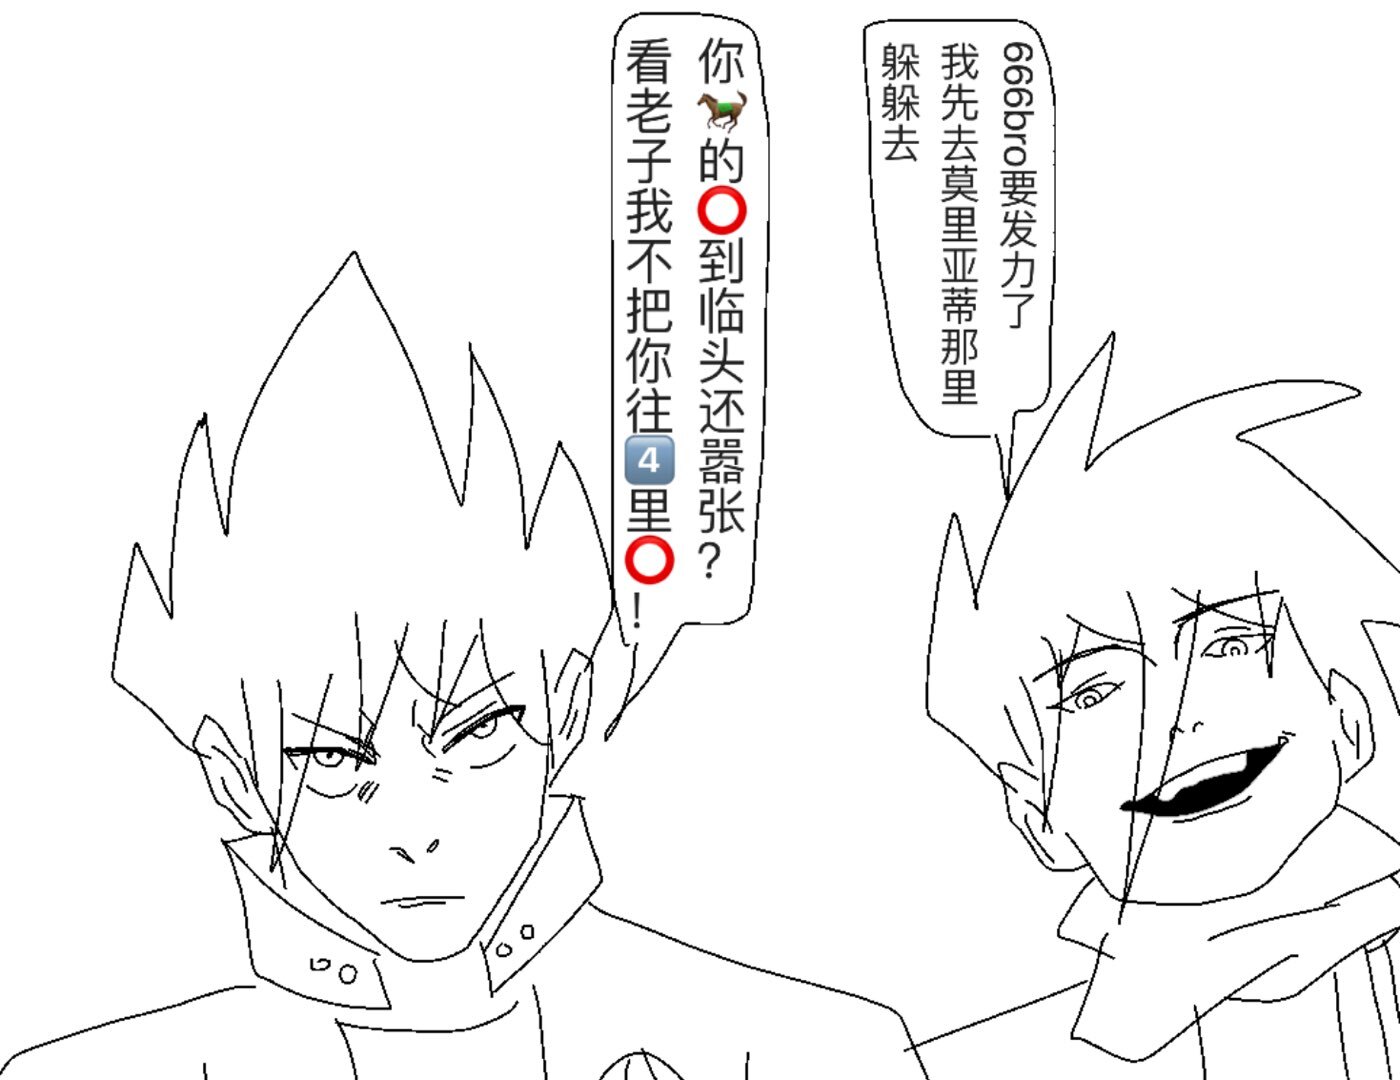 你🐎的⭕到临头还嚣张？
看老子我不把你往4️⃣里⭕！
666bro要发力了
我先去莫里亚蒂那里
躲躲去